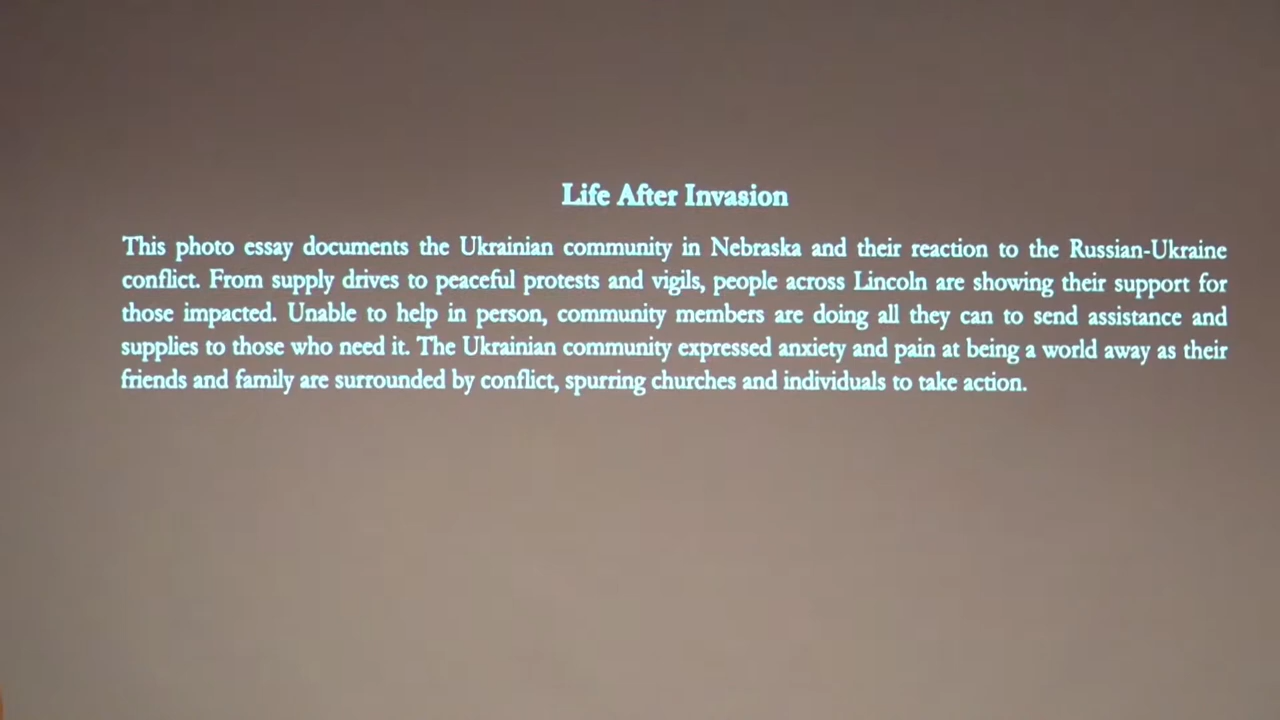 Life After Invasion
This photo essay documents the Ukrainian community in Nebraska and their reaction to the Russian-Ukraine
conflict. From supply drives to peaceful protests and vigils, people across Lincoln are showing their support for
those impacted. Unable to help in person, community members are doing all they can to send assistance and
supplies to those who need it. The Ukrainian community expressed anxiety and pain at being a world away as their
friends and family are surrounded by conflict, spurring churches and individuals to take action.